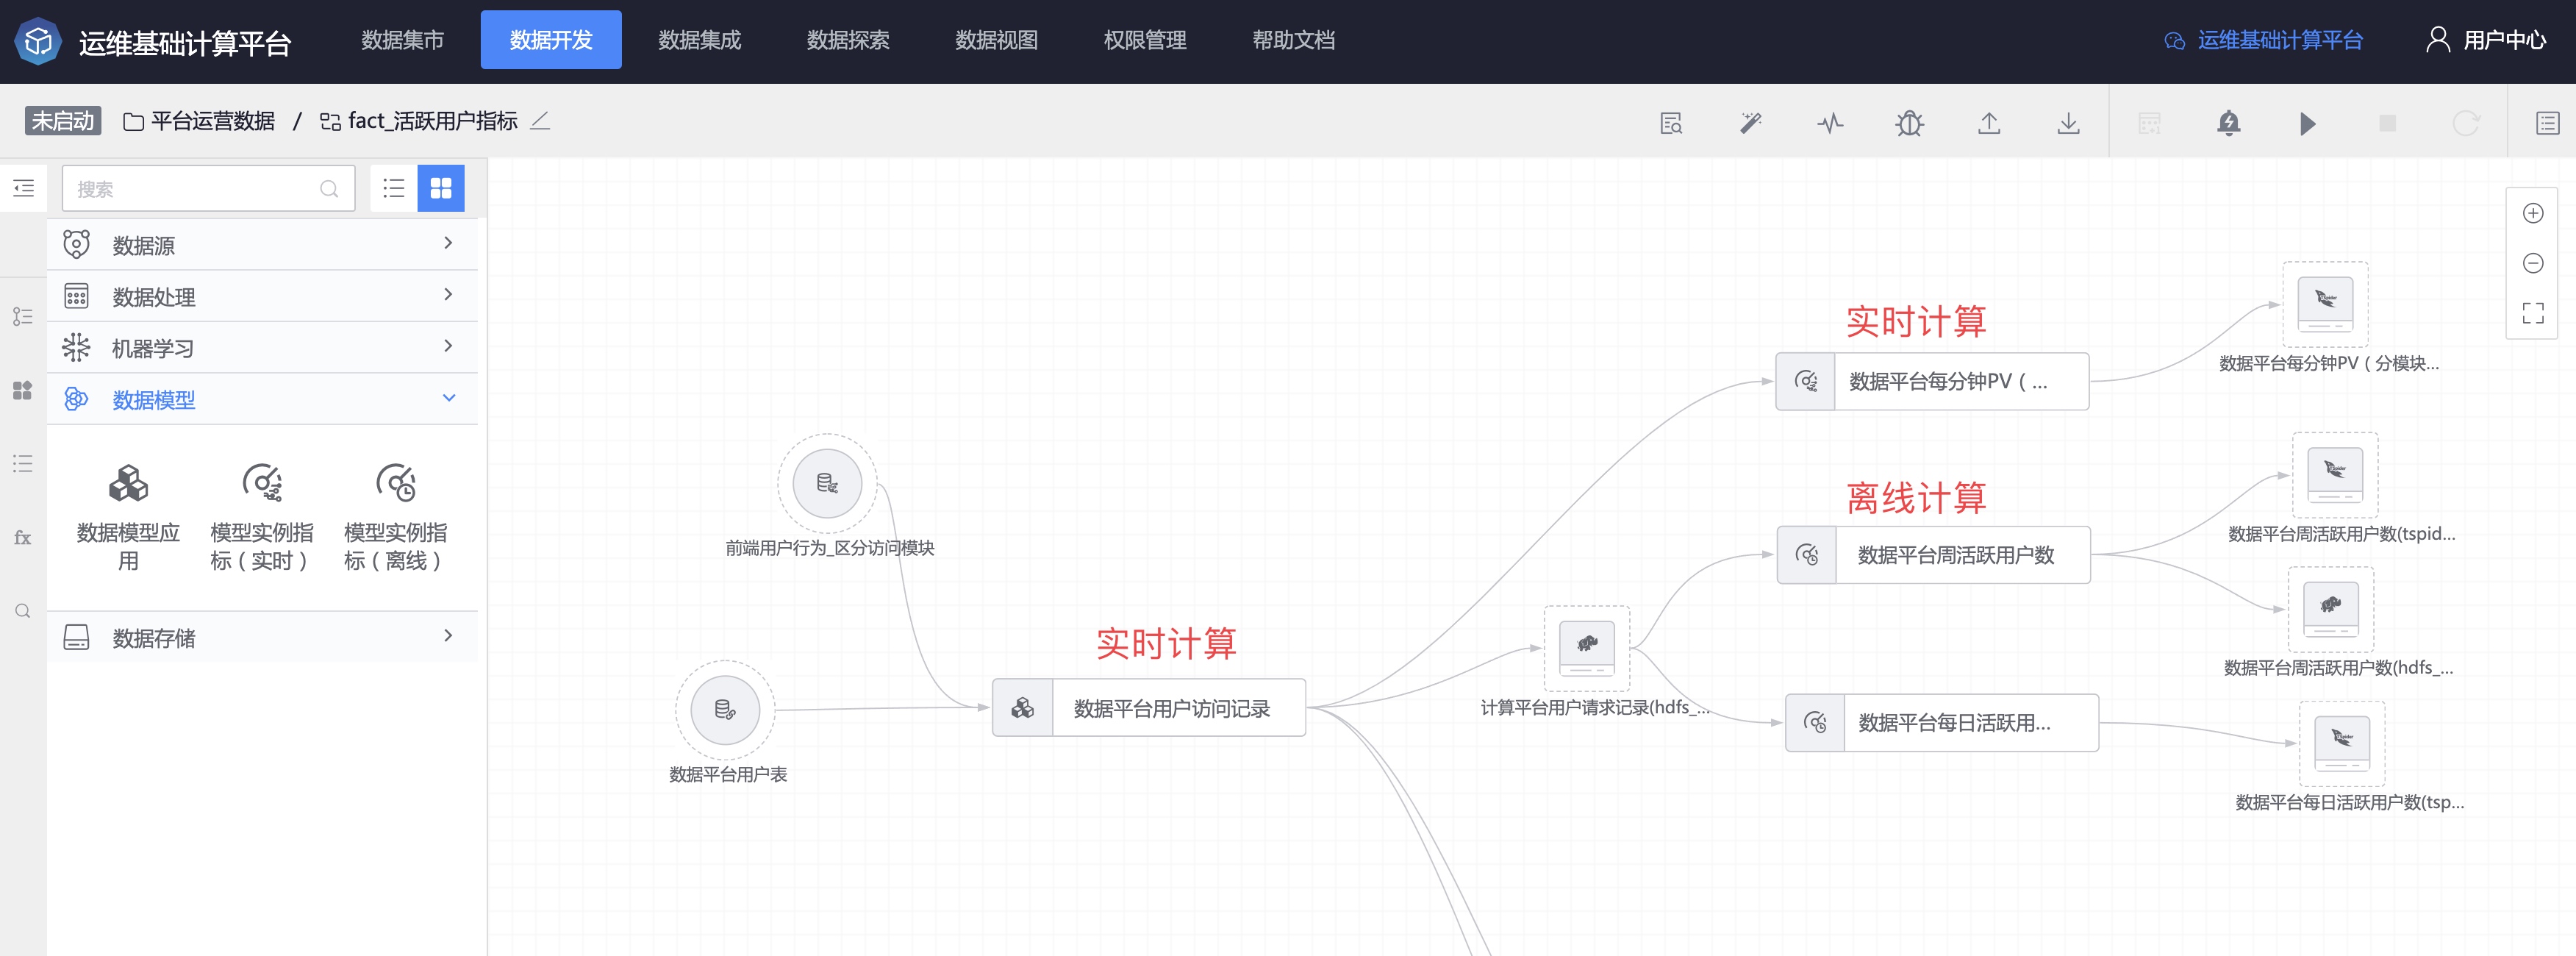 运维基础计算平台
数据集市
数据开发
数据集成
数据探索
数据视图
权限管理
帮助文档
运维基础计算平台
用户中心
未启动
平台运营数据 / fact_活跃用户指标
搜索
数据源
数据处理
机器学习
数据模型
数据模型应
用
模型实例指
标（实时）
模型实例指
标（离线）
数据存储
fx
前端用户行为_区分访问模块
数据平台用户表
实时计算
数据平台用户访问记录
计算平台用户请求记录(hdfs_...
实时计算
数据平台每分钟PV（...
离线计算
数据平台周活跃用户数
数据平台每日活跃用...
数据平台每分钟PV（分模块...
数据平台周活跃用户数(tspid...
数据平台周活跃用户数(hdfs_...
数据平台每日活跃用户数(tsp...